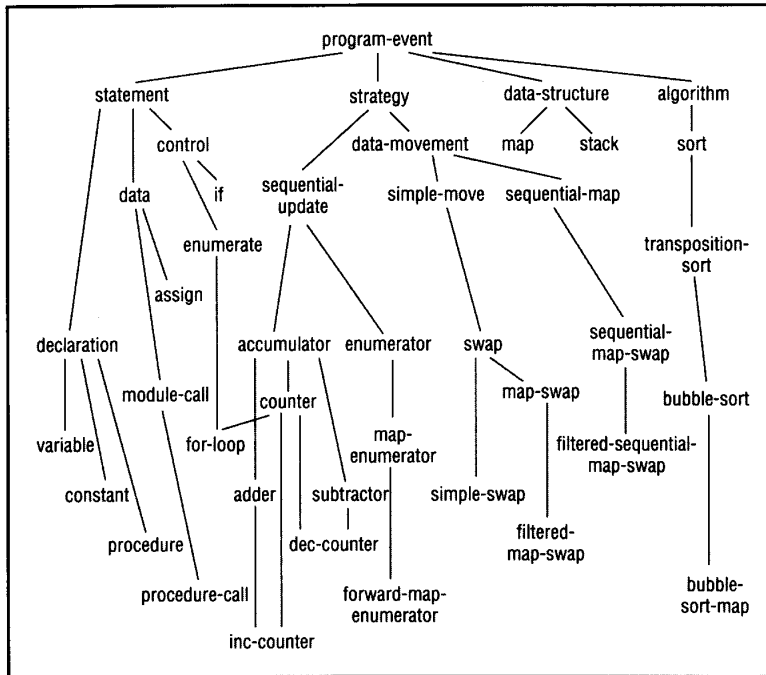 program-event
statement
strategy
data-structure
algorithm
control
data-movement
map
stack
sort
data
if
sequential-
update
simple-move
sequential-map
enumerate
transposition-
sort
assign
declaration
accumulator
enumerator
swap
sequential-
map-swap
module-call
counter
map-swap
bubble-sort
variable
for-loop
map-
enumerator
filtered-sequential-
map-swap
constant
adder
subtractor
simple-swap
procedure
dec-counter
filtered-
map-swap
procedure-call
forward-map-
enumerator
bubble-
sort-map
inc-counter